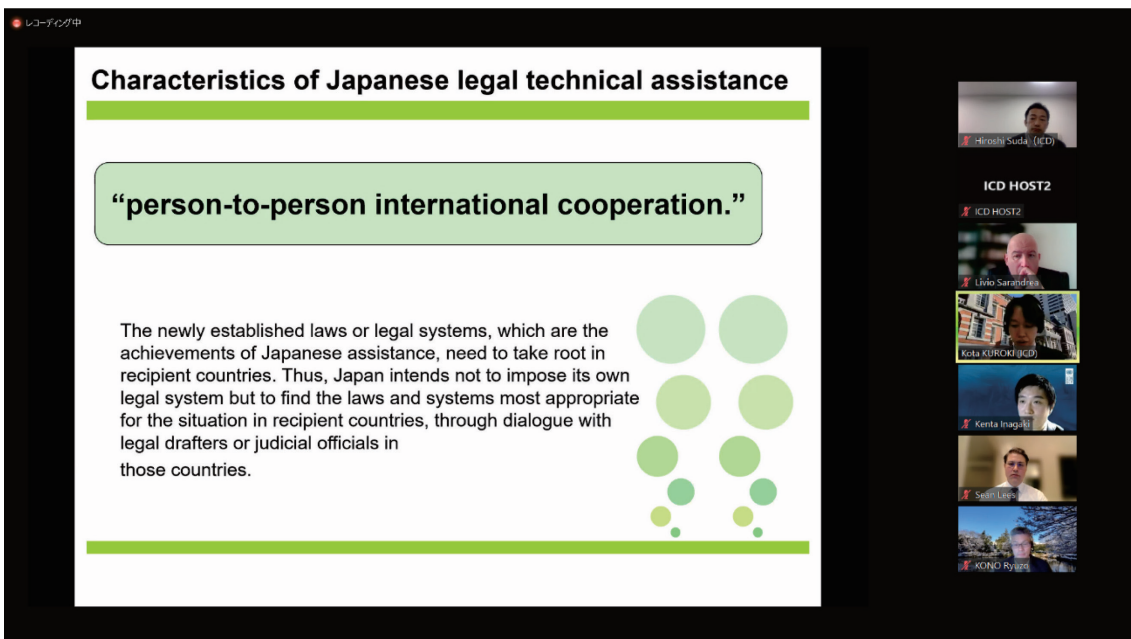 レコーディング中
Characteristics of Japanese legal technical assistance
“person-to-person international cooperation.”
The newly established laws or legal systems, which are the
achievements of Japanese assistance, need to take root in
recipient countries. Thus, Japan intends not to impose its own
legal system but to find the laws and systems most appropriate
for the situation in recipient countries, through dialogue with
legal drafters or judicial officials in
those countries.
Hiroshi Suda (ICD)
ICD HOST2
ICD HOST2
Livio Sarandrea
Kota KUROKI (ICD)
Kenta Inagaki
Sean Lees
KONO Ryuzo